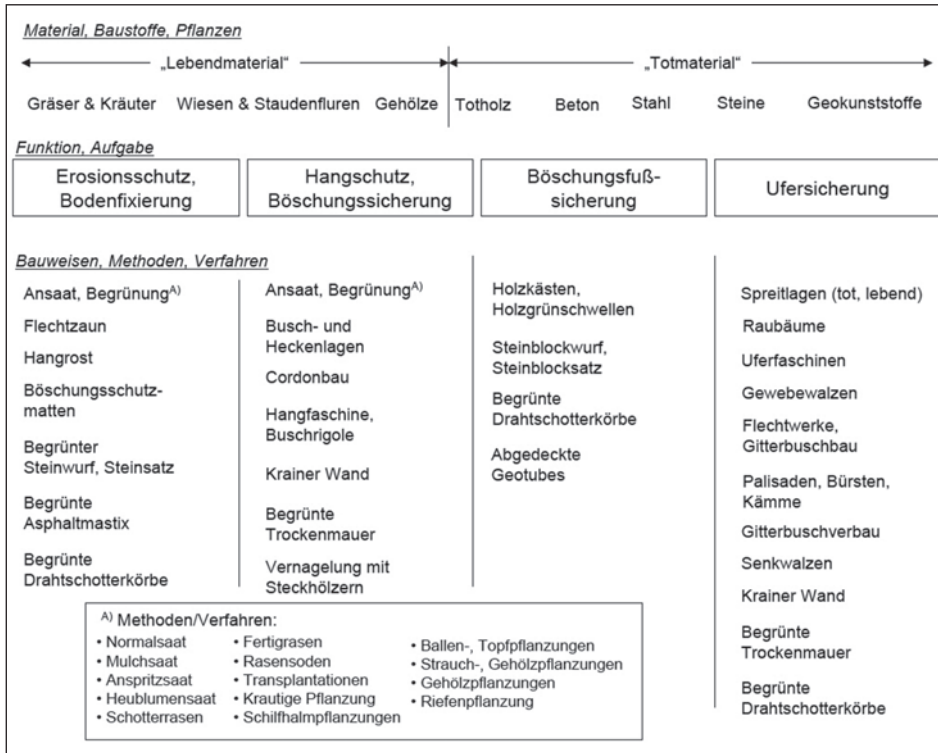 Material, Baustoffe, Pflanzen
„Lebendmaterial“
„Totmaterial“
Gräser & Kräuter
Wiesen & Staudenfluren
Gehölze
Totholz
Beton
Stahl
Steine
Geokunststoffe
Funktion, Aufgabe
Erosionsschutz,
Bodenfixierung
Hangschutz,
Böschungssicherung
Böschungsfuß-
sicherung
Ufersicherung
Bauweisen, Methoden, Verfahren
Ansaat, Begrünung A)
Flechtzaun
Hangrost
Böschungsschutz-
matten
Begrünter
Steinwurf, Steinsatz
Begrünte
Asphaltmastix
Begrünte
Drahtschotterkörbe
Ansaat, Begrünung A)
Busch- und
Heckenlagen
Cordonbau
Hangfaschine,
Buschrigole
Krainer Wand
Begrünte
Trockenmauer
Vernagelung mit
Steckhölzern
Holzkästen,
Holzgrünschwellen
Steinblockwurf,
Steinblocksatz
Begrünte
Drahtschotterkörbe
Abgedeckte
Geotubes
Spreitlagen (tot, lebend)
Raubäume
Uferfaschinen
Gewebewalzen
Flechtwerke,
Gitterbuschbau
Palisaden, Bürsten,
Kämme
Gitterbuschverbau
Senkwalzen
Krainer Wand
Begrünte
Trockenmauer
Begrünte
Drahtschotterkörbe
A) Methoden/Verfahren:
• Normalsaat
• Mulchsaat
• Anspritzsaat
• Heublumensaat
• Schotterrasen
• Fertigrasen
• Rasensoden
• Transplantationen
• Krautige Pflanzung
• Schilfhalmpflanzungen
• Ballen-, Topfpflanzungen
• Strauch-, Gehölzpflanzungen
• Gehölzpflanzungen
• Riefenpflanzung